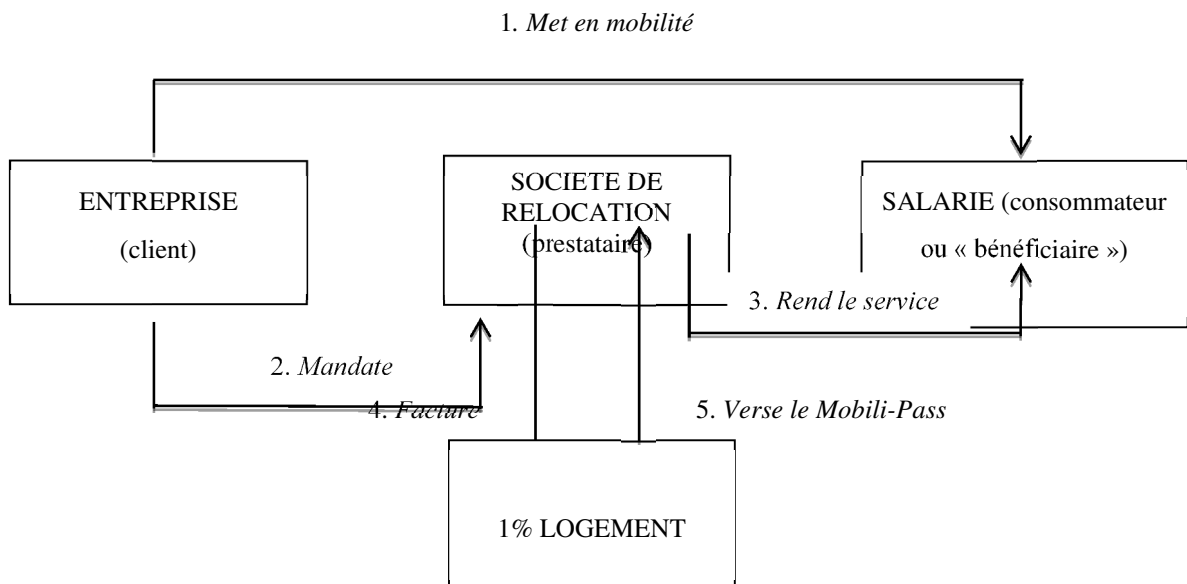 1. Met en mobilité
ENTREPRISE
(client)
SOCIETE DE
RELOCATION
(prestataire)
SALARIE (consommateur
ou « bénéficiaire »)
3. Rend le service
2. Mandate
4. Facture
5. Verse le Mobili-Pass
1% LOGEMENT